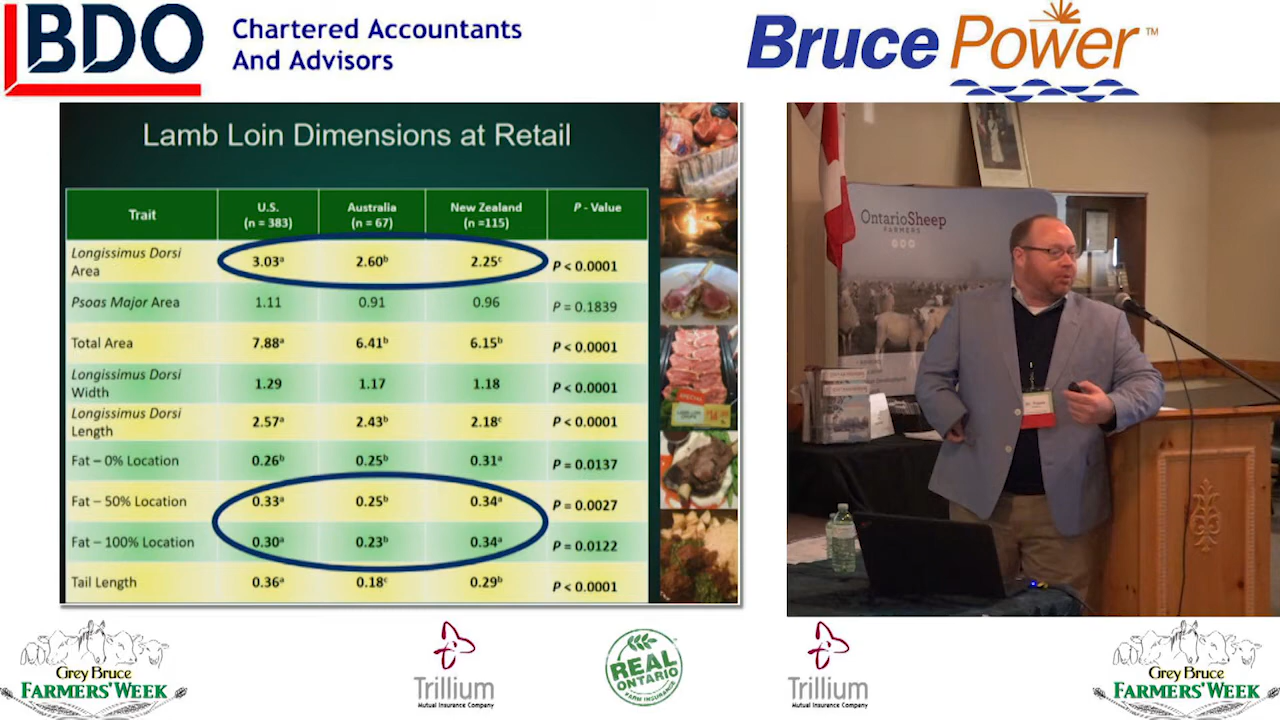 BDO
Chartered Accountants
And Advisors
Bruce Power™
Lamb Loin Dimensions at Retail
Trait U.S. (n = 383) Australia (n = 67) New Zealand (n =115) P - Value
Longissimus Dorsi Area 3.03ᵃ 2.60ᵇ 2.25ᶜ P < 0.0001
Psoas Major Area 1.11 0.91 0.96 P = 0.1839
Total Area 7.88ᵃ 6.41ᵇ 6.15ᵇ P < 0.0001
Longissimus Dorsi Width 1.29 1.17 1.18 P < 0.0001
Longissimus Dorsi Length 2.57ᵃ 2.43ᵇ 2.18ᶜ P < 0.0001
Fat – 0% Location 0.26ᵇ 0.25ᵇ 0.31ᵃ P = 0.0137
Fat – 50% Location 0.33ᵃ 0.25ᵇ 0.34ᵃ P = 0.0027
Fat – 100% Location 0.30ᵃ 0.23ᵇ 0.34ᵃ P = 0.0122
Tail Length 0.36ᵃ 0.18ᶜ 0.29ᵇ P < 0.0001
OntarioSheep
FARMERS
Grey Bruce
FARMERS' WEEK
Trillium
Mutual Insurance Company
REAL
ONTARIO
FARM INSURANCE
Trillium
Mutual Insurance Company
Grey Bruce
FARMERS' WEEK